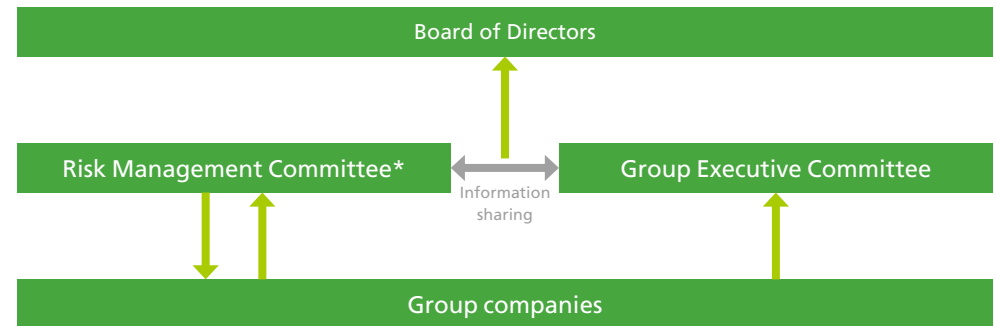 Board of Directors
Risk Management Committee*
Group Executive Committee
Information
sharing
Group companies